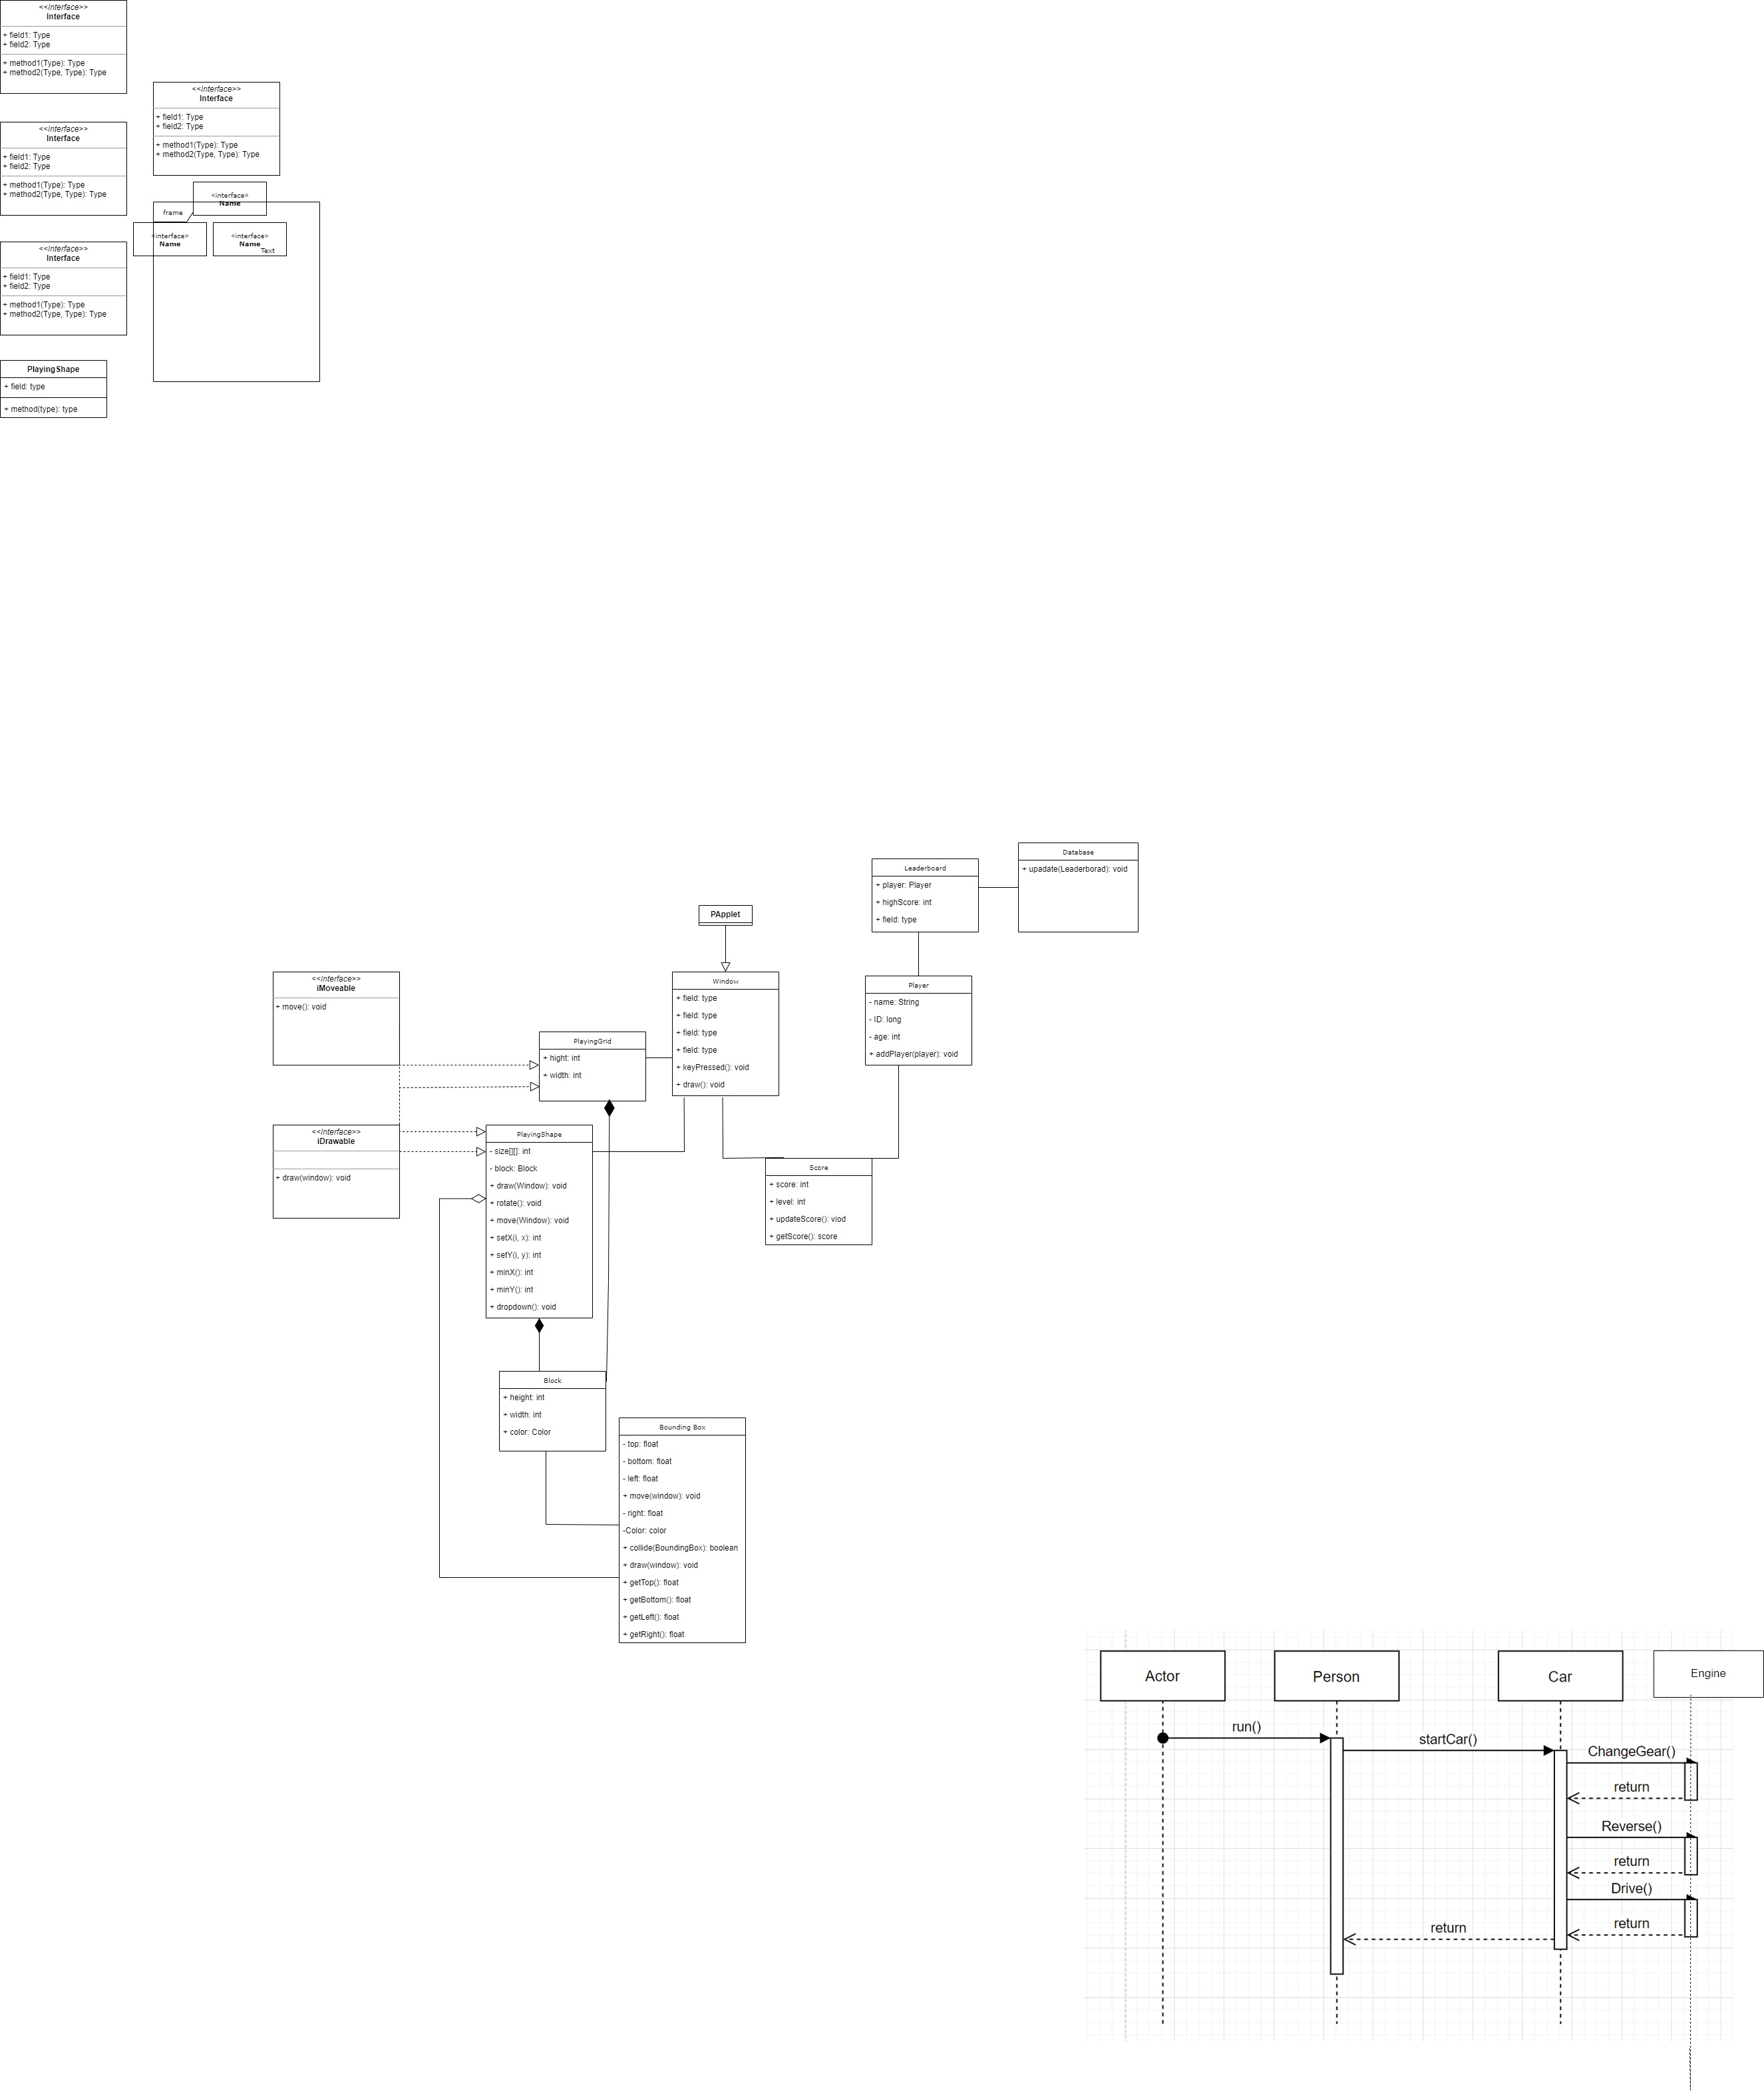 <<Interface>>
Interface
+ field1: Type
+ field2: Type
+ method1(Type): Type
+ method2(Type, Type): Type
<<Interface>>
Interface
+ field1: Type
+ field2: Type
+ method1(Type): Type
+ method2(Type, Type): Type
<<Interface>>
Interface
+ field1: Type
+ field2: Type
+ method1(Type): Type
+ method2(Type, Type): Type
<<Interface>>
Interface
+ field1: Type
+ field2: Type
+ method1(Type): Type
+ method2(Type, Type): Type
«interface»
Name
frame
«interface»
Name
«interface»
Name
Text
PlayingShape
+ field: type
+ method(type): type
Database
+ upadate(Leaderborad): void
Leaderboard
+ player: Player
+ highScore: int
+ field: type
PApplet
<<Interface>>
iMoveable
+ move(): void
Window
+ field: type
+ field: type
+ field: type
+ field: type
+ keyPressed(): void
+ draw(): void
Player
- name: String
- ID: long
- age: int
+ addPlayer(player): void
PlayingGrid
+ hight: int
+ width: int
<<Interface>>
iDrawable
+ draw(window): void
PlayingShape
- size[][]: int
- block: Block
+ draw(Window): void
+ rotate(): void
+ move(Window): void
+ setX(i, x): int
+ setY(i, y): int
+ minX(): int
+ minY(): int
+ dropdown(): void
Score
+ score: int
+ level: int
+ updateScore(): viod
+ getScore(): score
Block
+ height: int
+ width: int
+ color: Color
Bounding Box
- top: float
- bottom: float
- left: float
+ move(window): void
- right: float
-Color: color
+ collide(BoundingBox): boolean
+ draw(window): void
+ getTop(): float
+ getBottom(): float
+ getLeft(): float
+ getRight(): float
Actor
Person
Car
Engine
run()
startCar()
ChangeGear()
return
Reverse()
return
Drive()
return
return